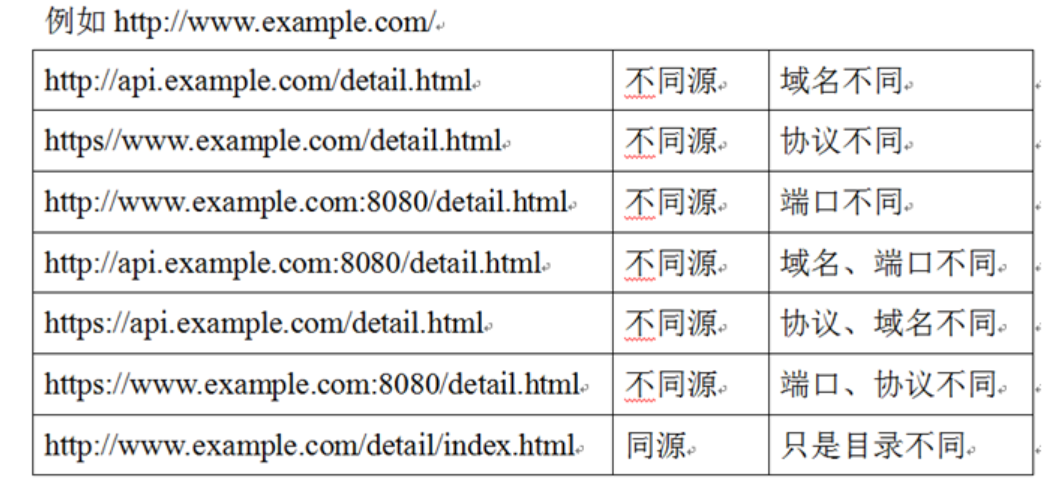 例如 http://www.example.com/
http://api.example.com/detail.html 不同源 域名不同
https//www.example.com/detail.html 不同源 协议不同
http://www.example.com:8080/detail.html 不同源 端口不同
http://api.example.com:8080/detail.html 不同源 域名、端口不同
https://api.example.com/detail.html 不同源 协议、域名不同
https://www.example.com:8080/detail.html 不同源 端口、协议不同
http://www.example.com/detail/index.html 同源 只是目录不同